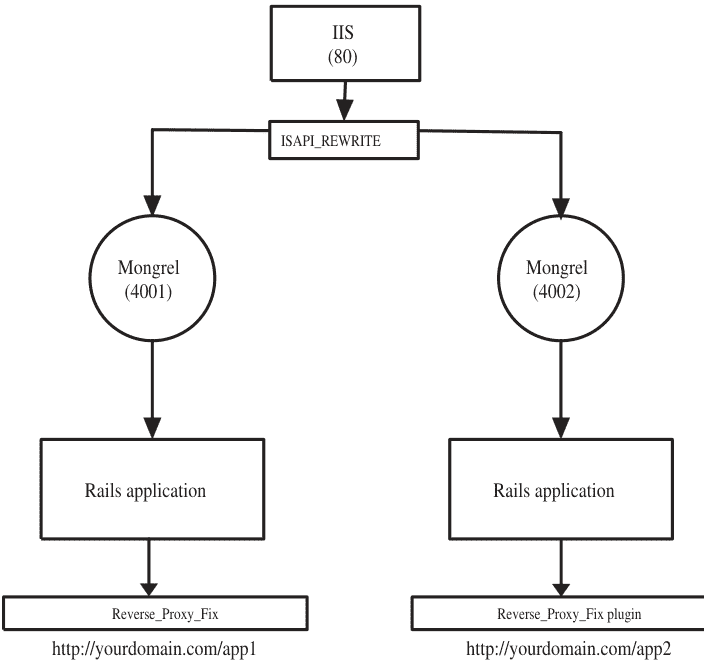 IIS
(80)
ISAPI_REWRITE
Mongrel
(4001)
Mongrel
(4002)
Rails application
Rails application
Reverse_Proxy_Fix
Reverse_Proxy_Fix plugin
http://yourdomain.com/app1
http://yourdomain.com/app2